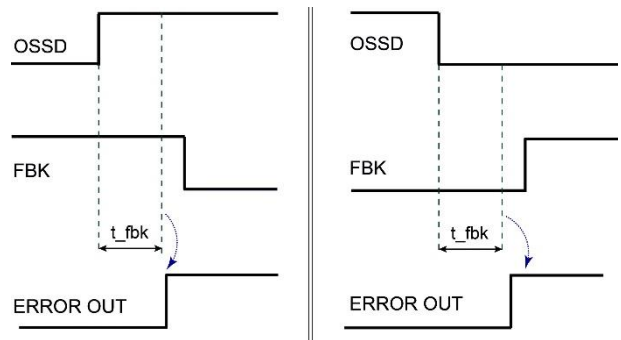 OSSD
FBK
t_fbk
ERROR OUT
OSSD
FBK
t_fbk
ERROR OUT